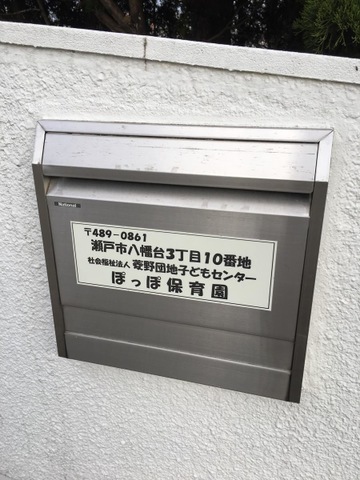 National
〒489-0861
瀬戸市八幡台3丁目10番地
社会福祉法人 菱野団地子どもセンター
ぽっぽ保育園